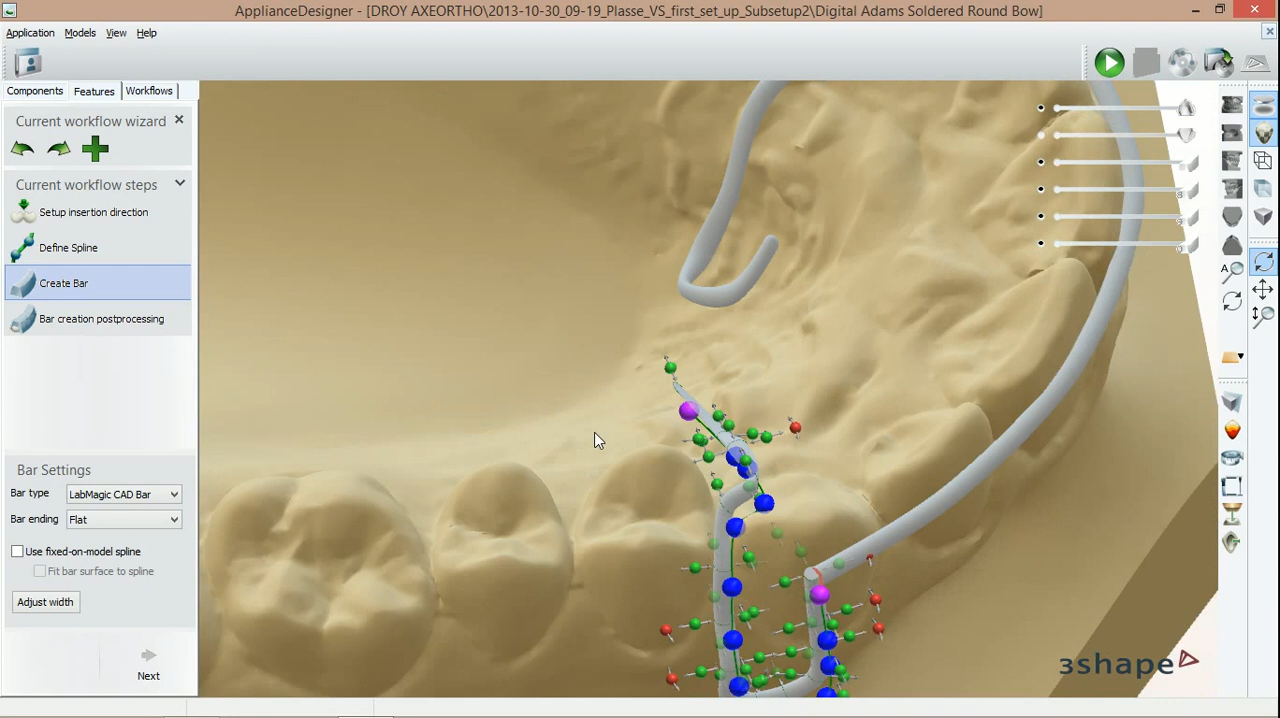 ApplianceDesigner - [DROY AXEORTHO\2013-10-30_09-19_Plasse_VS_first_set_up_Subsetup2\Digital Adams Soldered Round Bow]
Application Models View Help
Components Features Workflows
Current workflow wizard
Current workflow steps
Setup insertion direction
Define Spline
Create Bar
Bar creation postprocessing
Bar Settings
Bar type LabMagic CAD Bar
Bar ending Flat
Use fixed-on-model spline
Fit bar surface to spline
Adjust width
Next
A
3shape